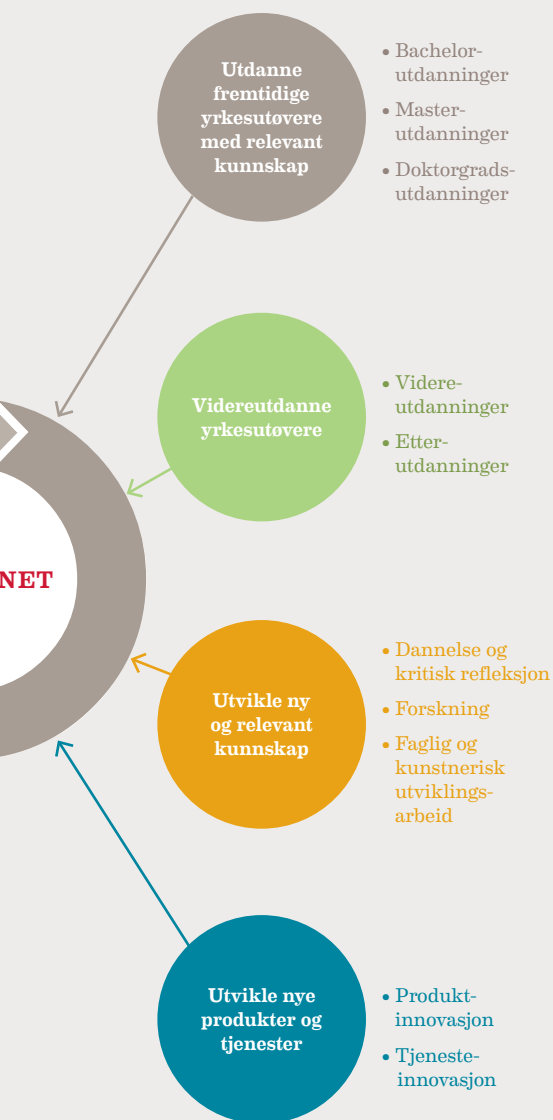 Utdanne
fremtidige
yrkesutøvere
med relevant
kunnskap
• Bachelor-
utdanninger
• Master-
utdanninger
• Doktorgrads-
utdanninger
Videreutdanne
yrkesutøvere
• Videre-
utdanninger
• Etter-
utdanninger
NET
Utvikle ny
og relevant
kunnskap
• Dannelse og
kritisk refleksjon
• Forskning
• Faglig og
kunstnerisk
utviklings-
arbeid
Utvikle nye
produkter og
tjenester
• Produkt-
innovasjon
• Tjeneste-
innovasjon